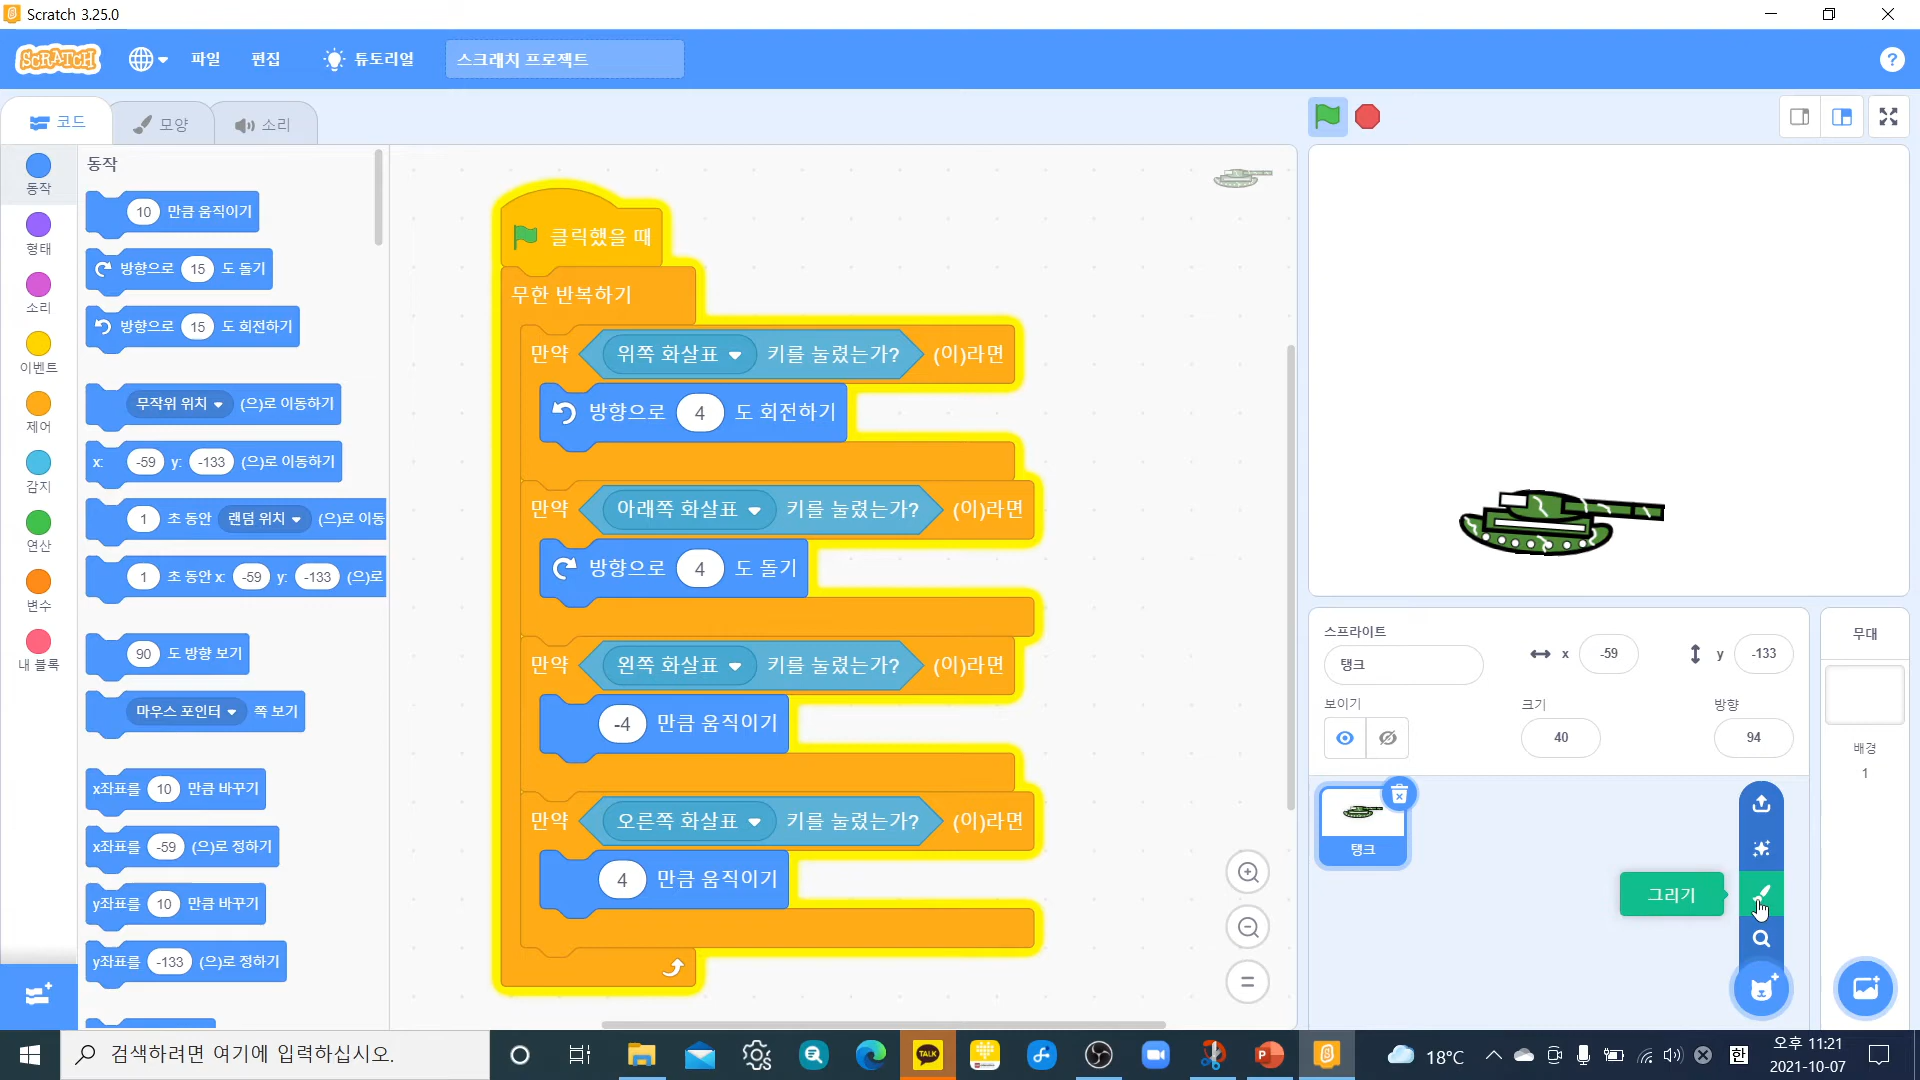 Scratch 3.25.0
SCRATCH
파일
편집
튜토리얼
스크래치 프로젝트
?
코드
모양
소리
동작
형태
소리
이벤트
제어
감지
연산
변수
내 블록
동작
10 만큼 움직이기
방향으로 15 도 돌기
방향으로 15 도 회전하기
무작위 위치 (으)로 이동하기
x: -59 y: -133 (으)로 이동하기
1 초 동안 랜덤 위치 (으)로 이동
1 초 동안 x: -59 y: -133 (으)로
90 도 방향 보기
마우스 포인터 쪽 보기
x좌표를 10 만큼 바꾸기
x좌표를 -59 (으)로 정하기
y좌표를 10 만큼 바꾸기
y좌표를 -133 (으)로 정하기
클릭했을 때
무한 반복하기
만약 위쪽 화살표 키를 눌렀는가? (이)라면
방향으로 4 도 회전하기
만약 아래쪽 화살표 키를 눌렀는가? (이)라면
방향으로 4 도 돌기
만약 왼쪽 화살표 키를 눌렀는가? (이)라면
-4 만큼 움직이기
만약 오른쪽 화살표 키를 눌렀는가? (이)라면
4 만큼 움직이기
스프라이트
탱크
x -59
y -133
보이기
크기
40
방향
94
탱크
그리기
무대
배경
1
검색하려면 여기에 입력하십시오.
TALK
18°C
한
오후 11:21
2021-10-07